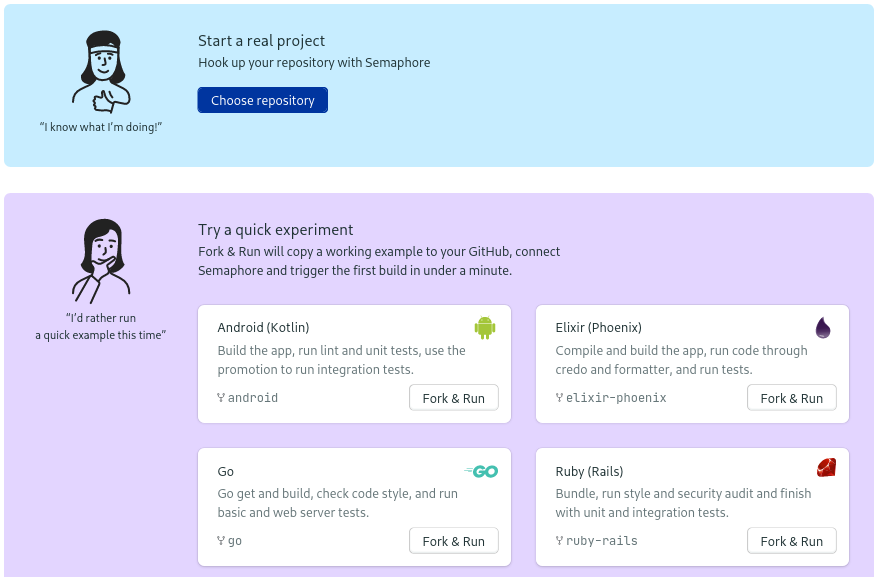 Start a real project
Hook up your repository with Semaphore
Choose repository
“I know what I’m doing!”
Try a quick experiment
Fork & Run will copy a working example to your GitHub, connect
Semaphore and trigger the first build in under a minute.
“I’d rather run
a quick example this time”
Android (Kotlin)
Build the app, run lint and unit tests, use the
promotion to run integration tests.
android
Fork & Run
Elixir (Phoenix)
Compile and build the app, run code through
credo and formatter, and run tests.
elixir-phoenix
Fork & Run
Go
GO
Go get and build, check code style, and run
basic and web server tests.
go
Fork & Run
Ruby (Rails)
Bundle, run style and security audit and finish
with unit and integration tests.
ruby-rails
Fork & Run